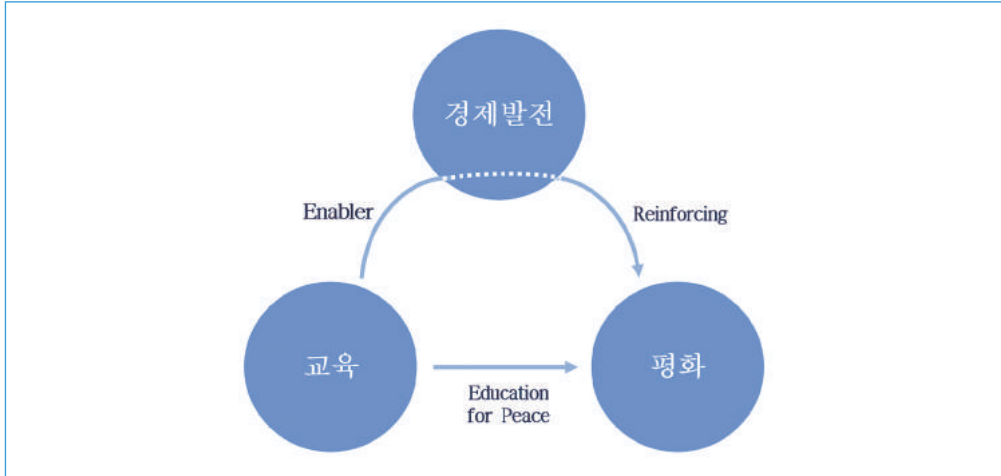 경제발전
Enabler
Reinforcing
교육
평화
Education
for Peace